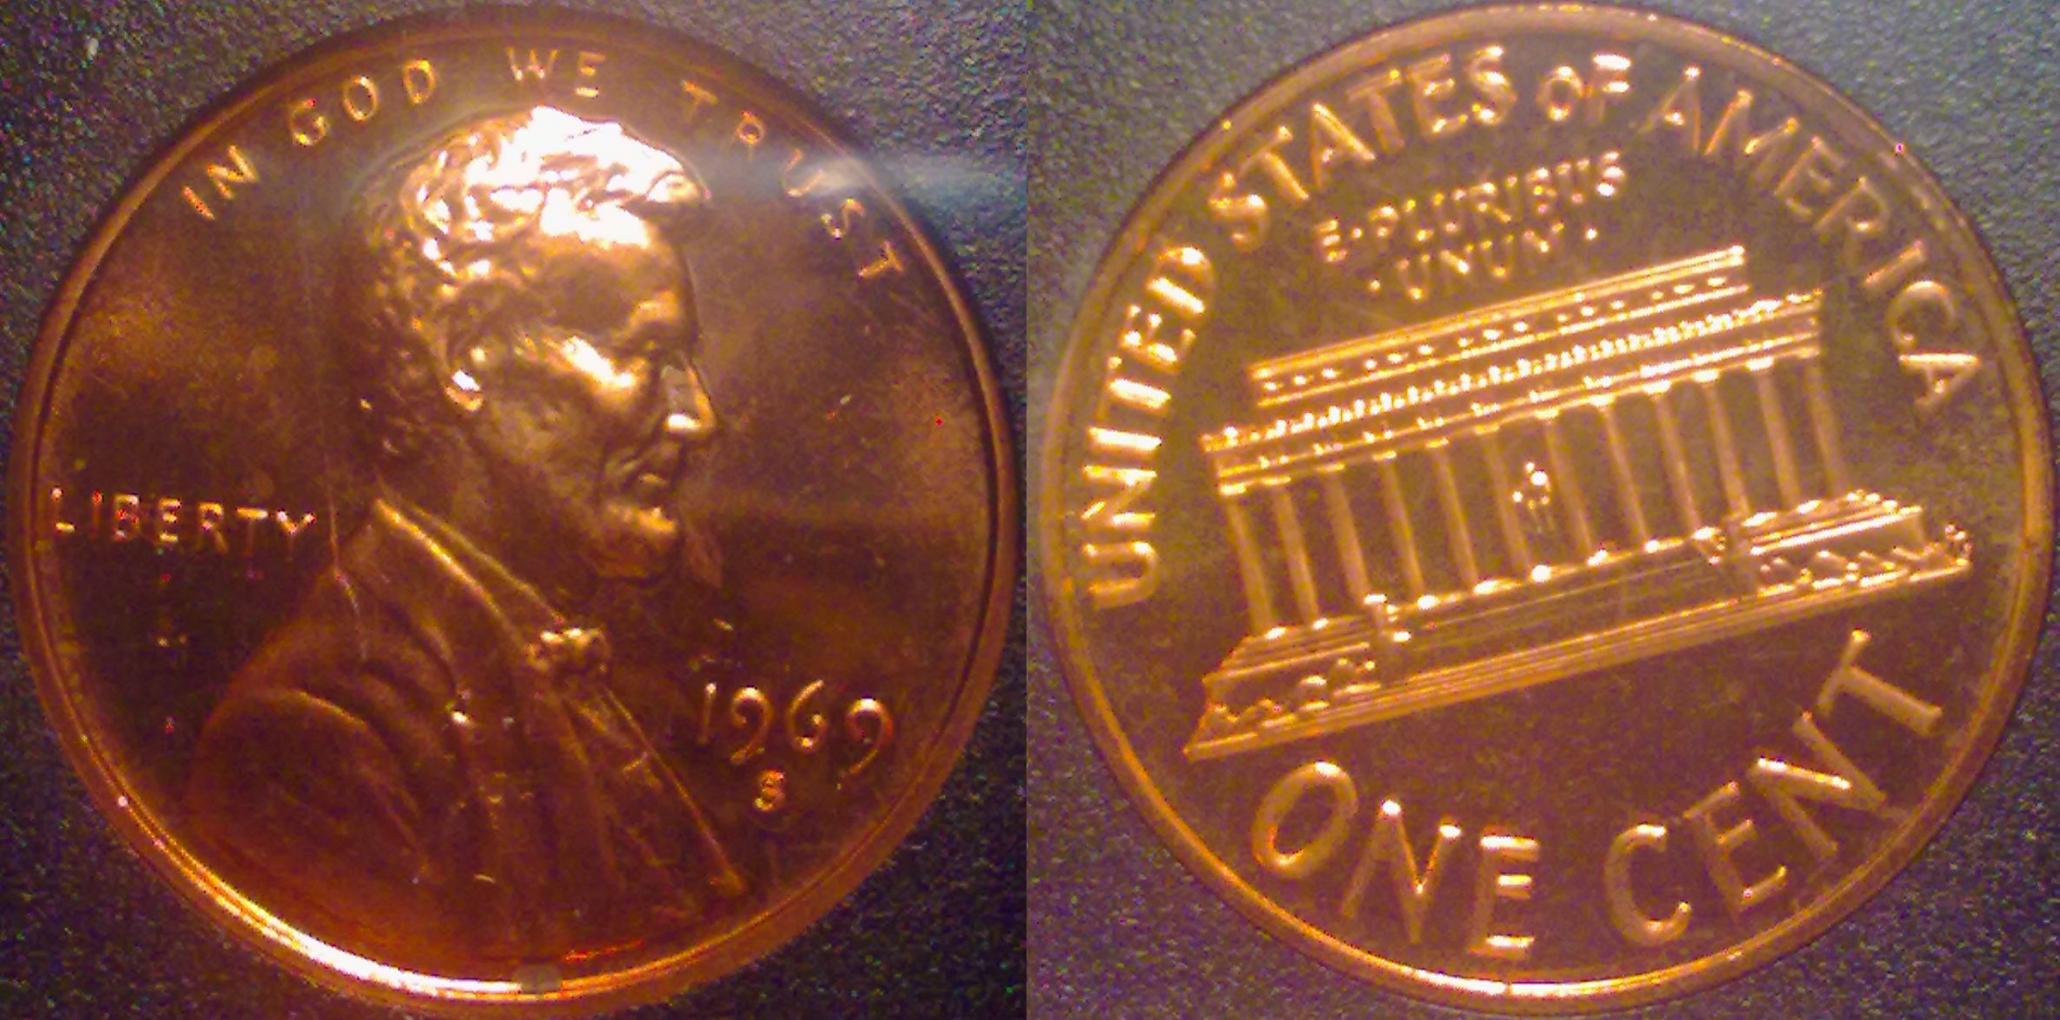 IN GOD WE TRUST
LIBERTY
1969
S
UNITED STATES OF AMERICA
E·PLURIBUS
·UNUM·
ONE CENT